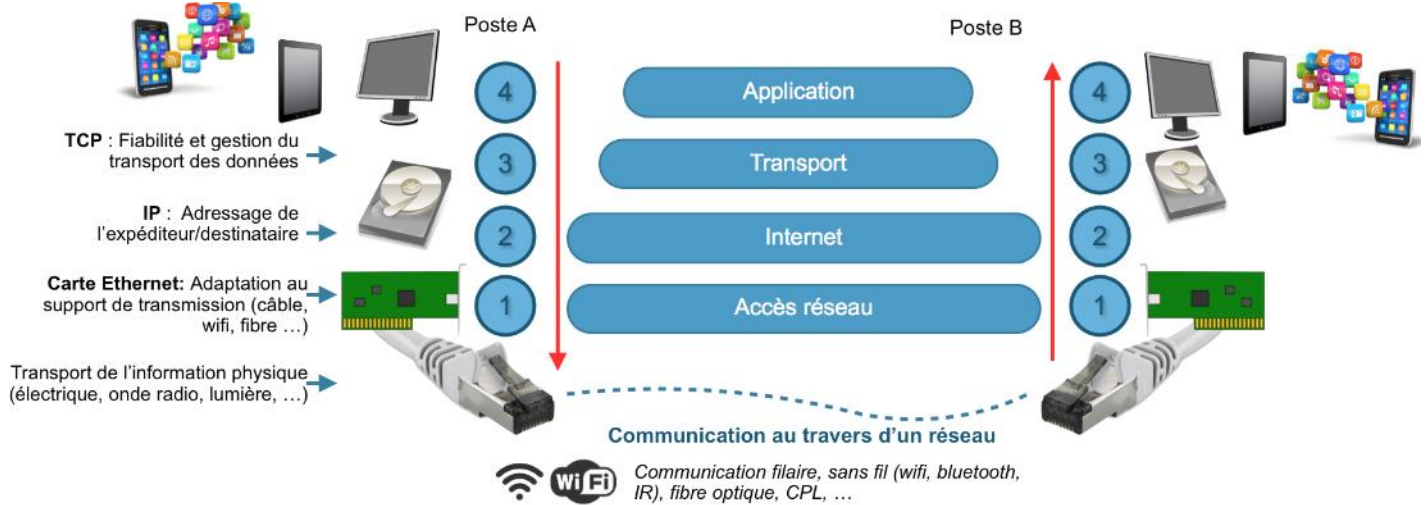 Poste A
Poste B
4
Application
4
TCP : Fiabilité et gestion du
transport des données
3
Transport
3
IP : Adressage de
l'expéditeur/destinataire
2
Internet
2
Carte Ethernet: Adaptation au
support de transmission (câble,
wifi, fibre …)
1
Accès réseau
1
Transport de l'information physique
(électrique, onde radio, lumière, …)
Communication au travers d'un réseau
Wi Fi
Communication filaire, sans fil (wifi, bluetooth,
IR), fibre optique, CPL, …